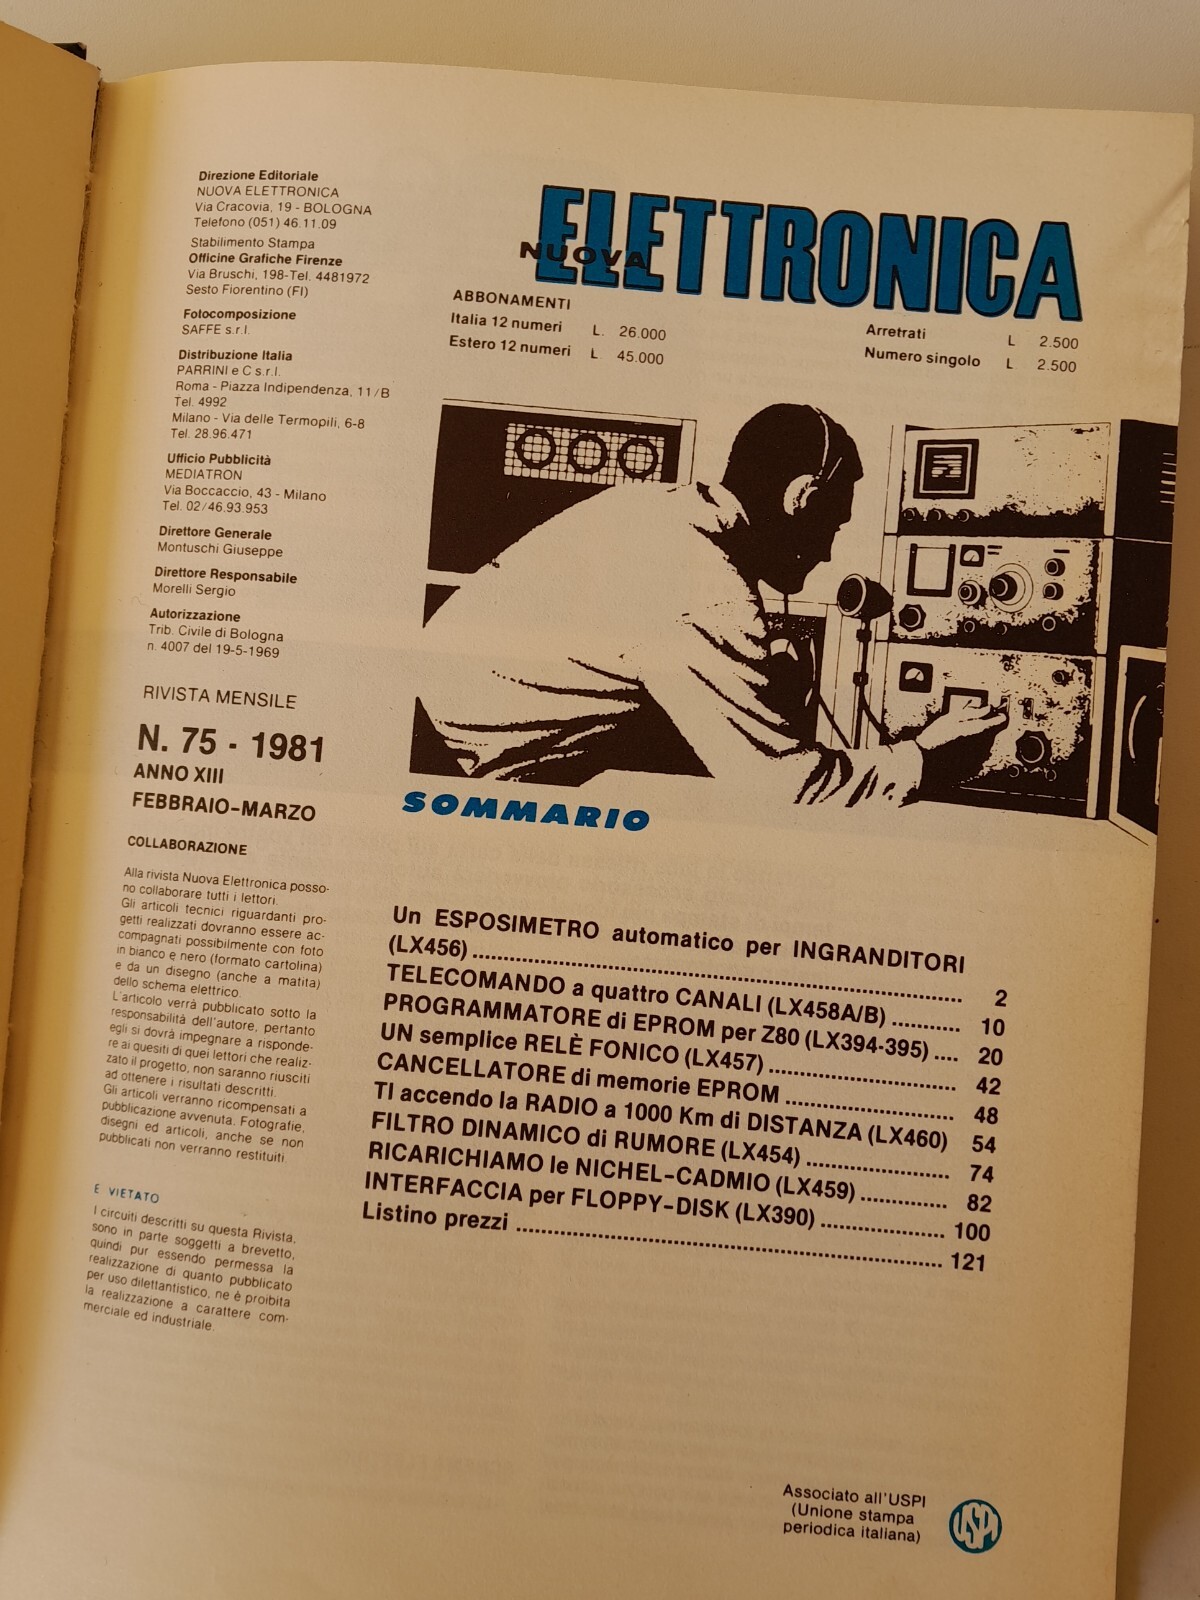 Direzione Editoriale
NUOVA ELETTRONICA
Via Cracovia, 19 - BOLOGNA
Telefono (051) 46.11.09
Stabilimento Stampa
Officine Grafiche Firenze
Via Bruschi, 198-Tel. 4481972
Sesto Fiorentino (FI)
Fotocomposizione
SAFFE s.r.l.
Distribuzione Italia
PARRINI e C s.r.l.
Roma - Piazza Indipendenza, 11/B
Tel. 4992
Milano - Via delle Termopili, 6-8
Tel. 28.96.471
Ufficio Pubblicità
MEDIATRON
Via Boccaccio, 43 - Milano
Tel. 02/46.93.953
Direttore Generale
Montuschi Giuseppe
Direttore Responsabile
Morelli Sergio
Autorizzazione
Trib. Civile di Bologna
n. 4007 del 19-5-1969
RIVISTA MENSILE
N. 75 - 1981
ANNO XIII
FEBBRAIO-MARZO
COLLABORAZIONE
Alla rivista Nuova Elettronica posso-
no collaborare tutti i lettori.
Gli articoli tecnici riguardanti pro-
getti realizzati dovranno essere ac-
compagnati possibilmente con foto
in bianco e nero (formato cartolina)
e da un disegno (anche a matita)
dello schema elettrico.
L'articolo verrà pubblicato sotto la
responsabilità dell'autore, pertanto
egli si dovrà impegnare a risponde-
re ai quesiti di quei lettori che realiz-
zato il progetto, non saranno riusciti
ad ottenere i risultati descritti.
Gli articoli verranno ricompensati a
pubblicazione avvenuta. Fotografie,
disegni ed articoli, anche se non
pubblicati non verranno restituiti.
E VIETATO
I circuiti descritti su questa Rivista,
sono in parte soggetti a brevetto,
quindi pur essendo permessa la
realizzazione di quanto pubblicato
per uso dilettantistico, ne è proibita
la realizzazione a carattere com-
merciale ed industriale.
NUOVA ELETTRONICA
ABBONAMENTI
Italia 12 numeri L. 26.000
Estero 12 numeri L. 45.000
Arretrati L 2.500
Numero singolo L 2.500
SOMMARIO
Un ESPOSIMETRO automatico per INGRANDITORI
(LX456) ........ 2
TELECOMANDO a quattro CANALI (LX458A/B) ........ 10
PROGRAMMATORE di EPROM per Z80 (LX394-395) .... 20
UN semplice RELÈ FONICO (LX457) ........ 42
CANCELLATORE di memorie EPROM ........ 48
TI accendo la RADIO a 1000 Km di DISTANZA (LX460) 54
FILTRO DINAMICO di RUMORE (LX454) ........ 74
RICARICHIAMO le NICHEL-CADMIO (LX459) ........ 82
INTERFACCIA per FLOPPY-DISK (LX390) ........ 100
Listino prezzi ........ 121
Associato all'USPI
(Unione stampa
periodica italiana)
USPI